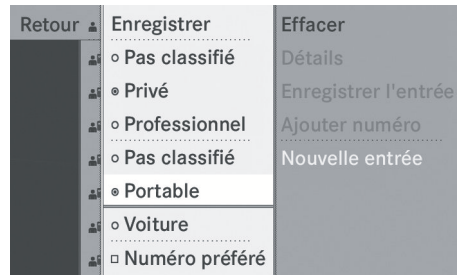 Retour
Enregistrer
Pas classifié
Privé
Professionnel
Pas classifié
Portable
Voiture
Numéro préféré
Effacer
Détails
Enregistrer l'entrée
Ajouter numéro
Nouvelle entrée